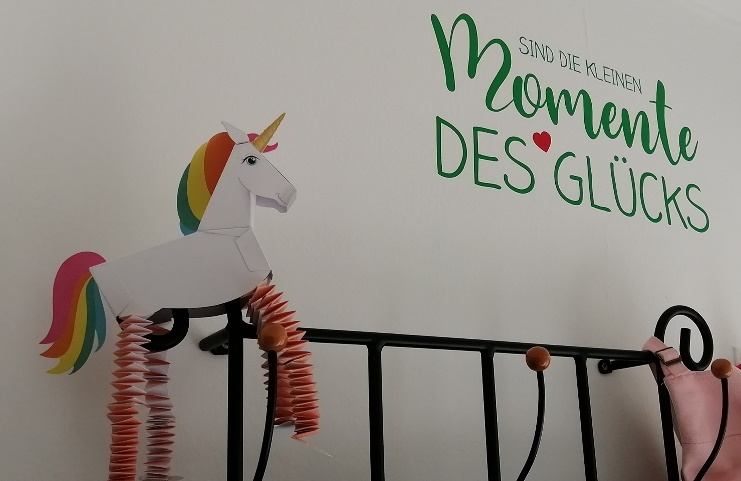 SIND DIE KLEINEN
Momente
DES GLÜCKS